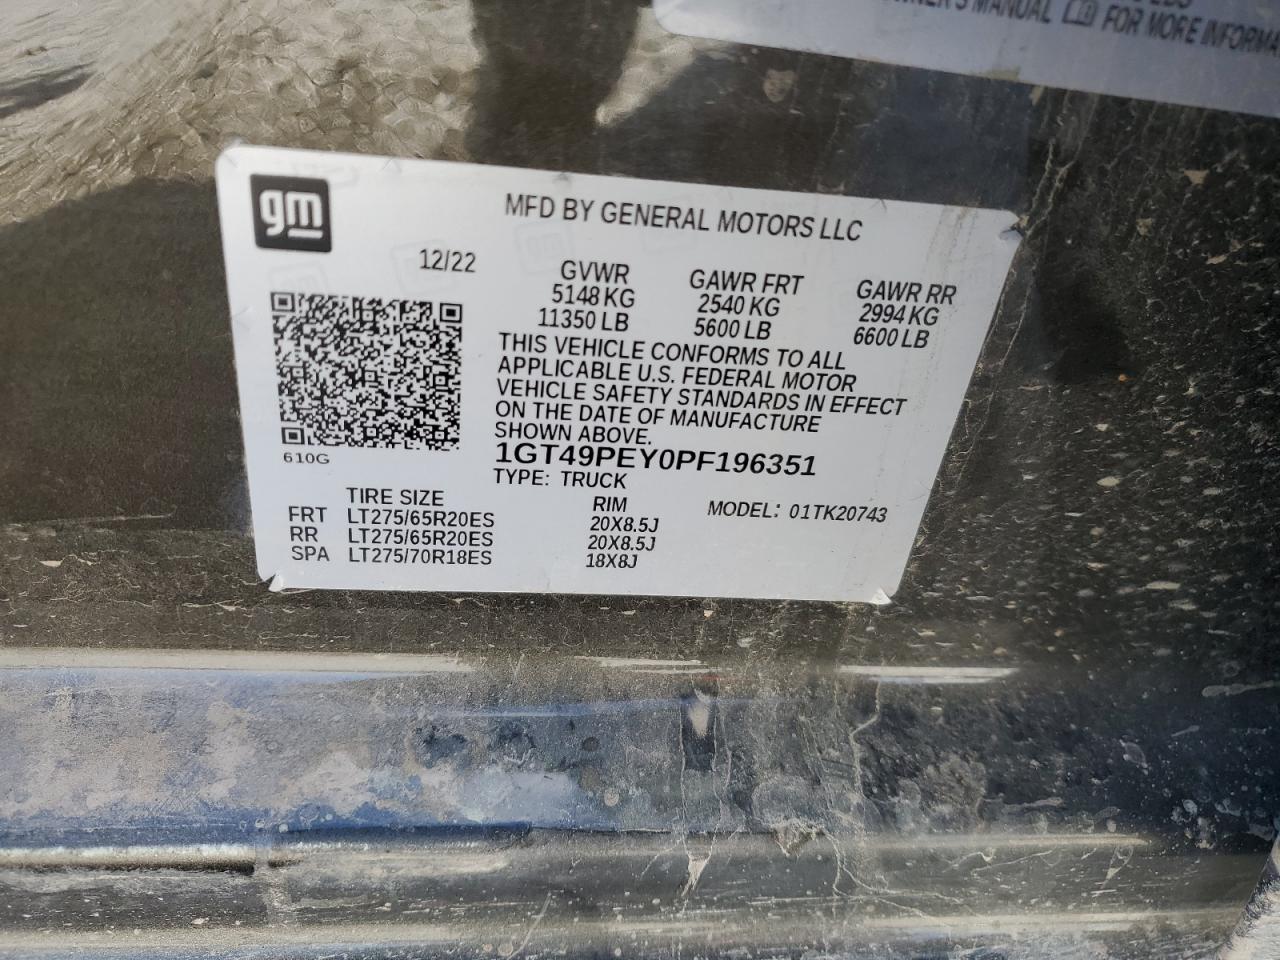 OWNER'S MANUAL FOR MORE
gm
MFD BY GENERAL MOTORS LLC
12/22 GVWR GAWR FRT GAWR RR
5148 KG 2540 KG 2994 KG
11350 LB 5600 LB 6600 LB
THIS VEHICLE CONFORMS TO ALL
APPLICABLE U.S. FEDERAL MOTOR
VEHICLE SAFETY STANDARDS IN EFFECT
ON THE DATE OF MANUFACTURE
SHOWN ABOVE.
610G
1GT49PEY0PF196351
TYPE: TRUCK
TIRE SIZE RIM MODEL: 01TK20743
FRT LT275/65R20ES 20X8.5J
RR LT275/65R20ES 20X8.5J
SPA LT275/70R18ES 18X8J